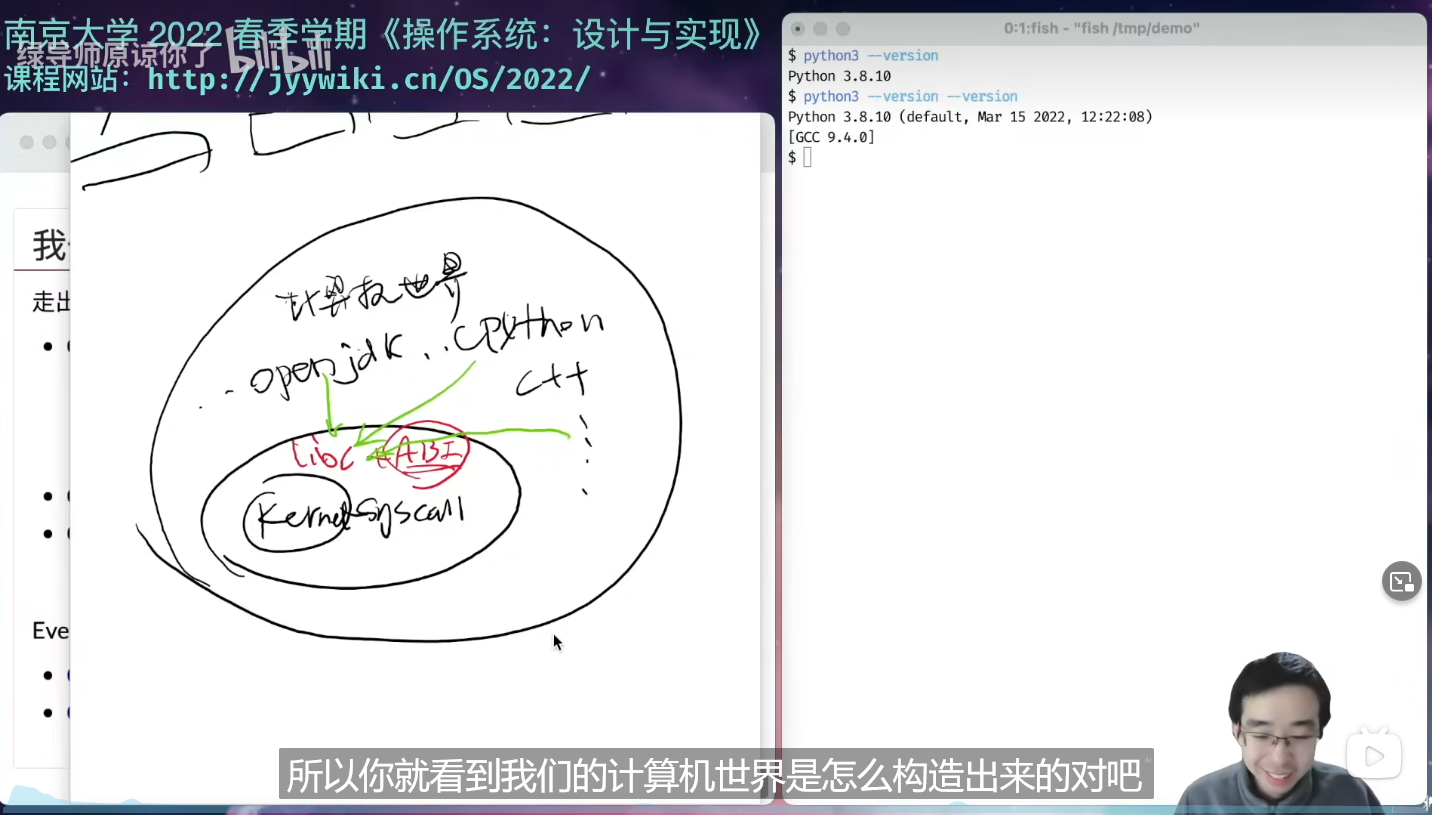 南京大学 2022 春季学期《操作系统：设计与实现》
绿导师原谅你了 bilibili
课程网站：http://jyywiki.cn/OS/2022/
我
走出
Eve
计算机世界
openjdk .. CPython
C++
libc + ABI
Kernel syscall
0:1:fish - "fish /tmp/demo"
$ python3 --version
Python 3.8.10
$ python3 --version --version
Python 3.8.10 (default, Mar 15 2022, 12:22:08)
[GCC 9.4.0]
$
所以你就看到我们的计算机世界是怎么构造出来的对吧